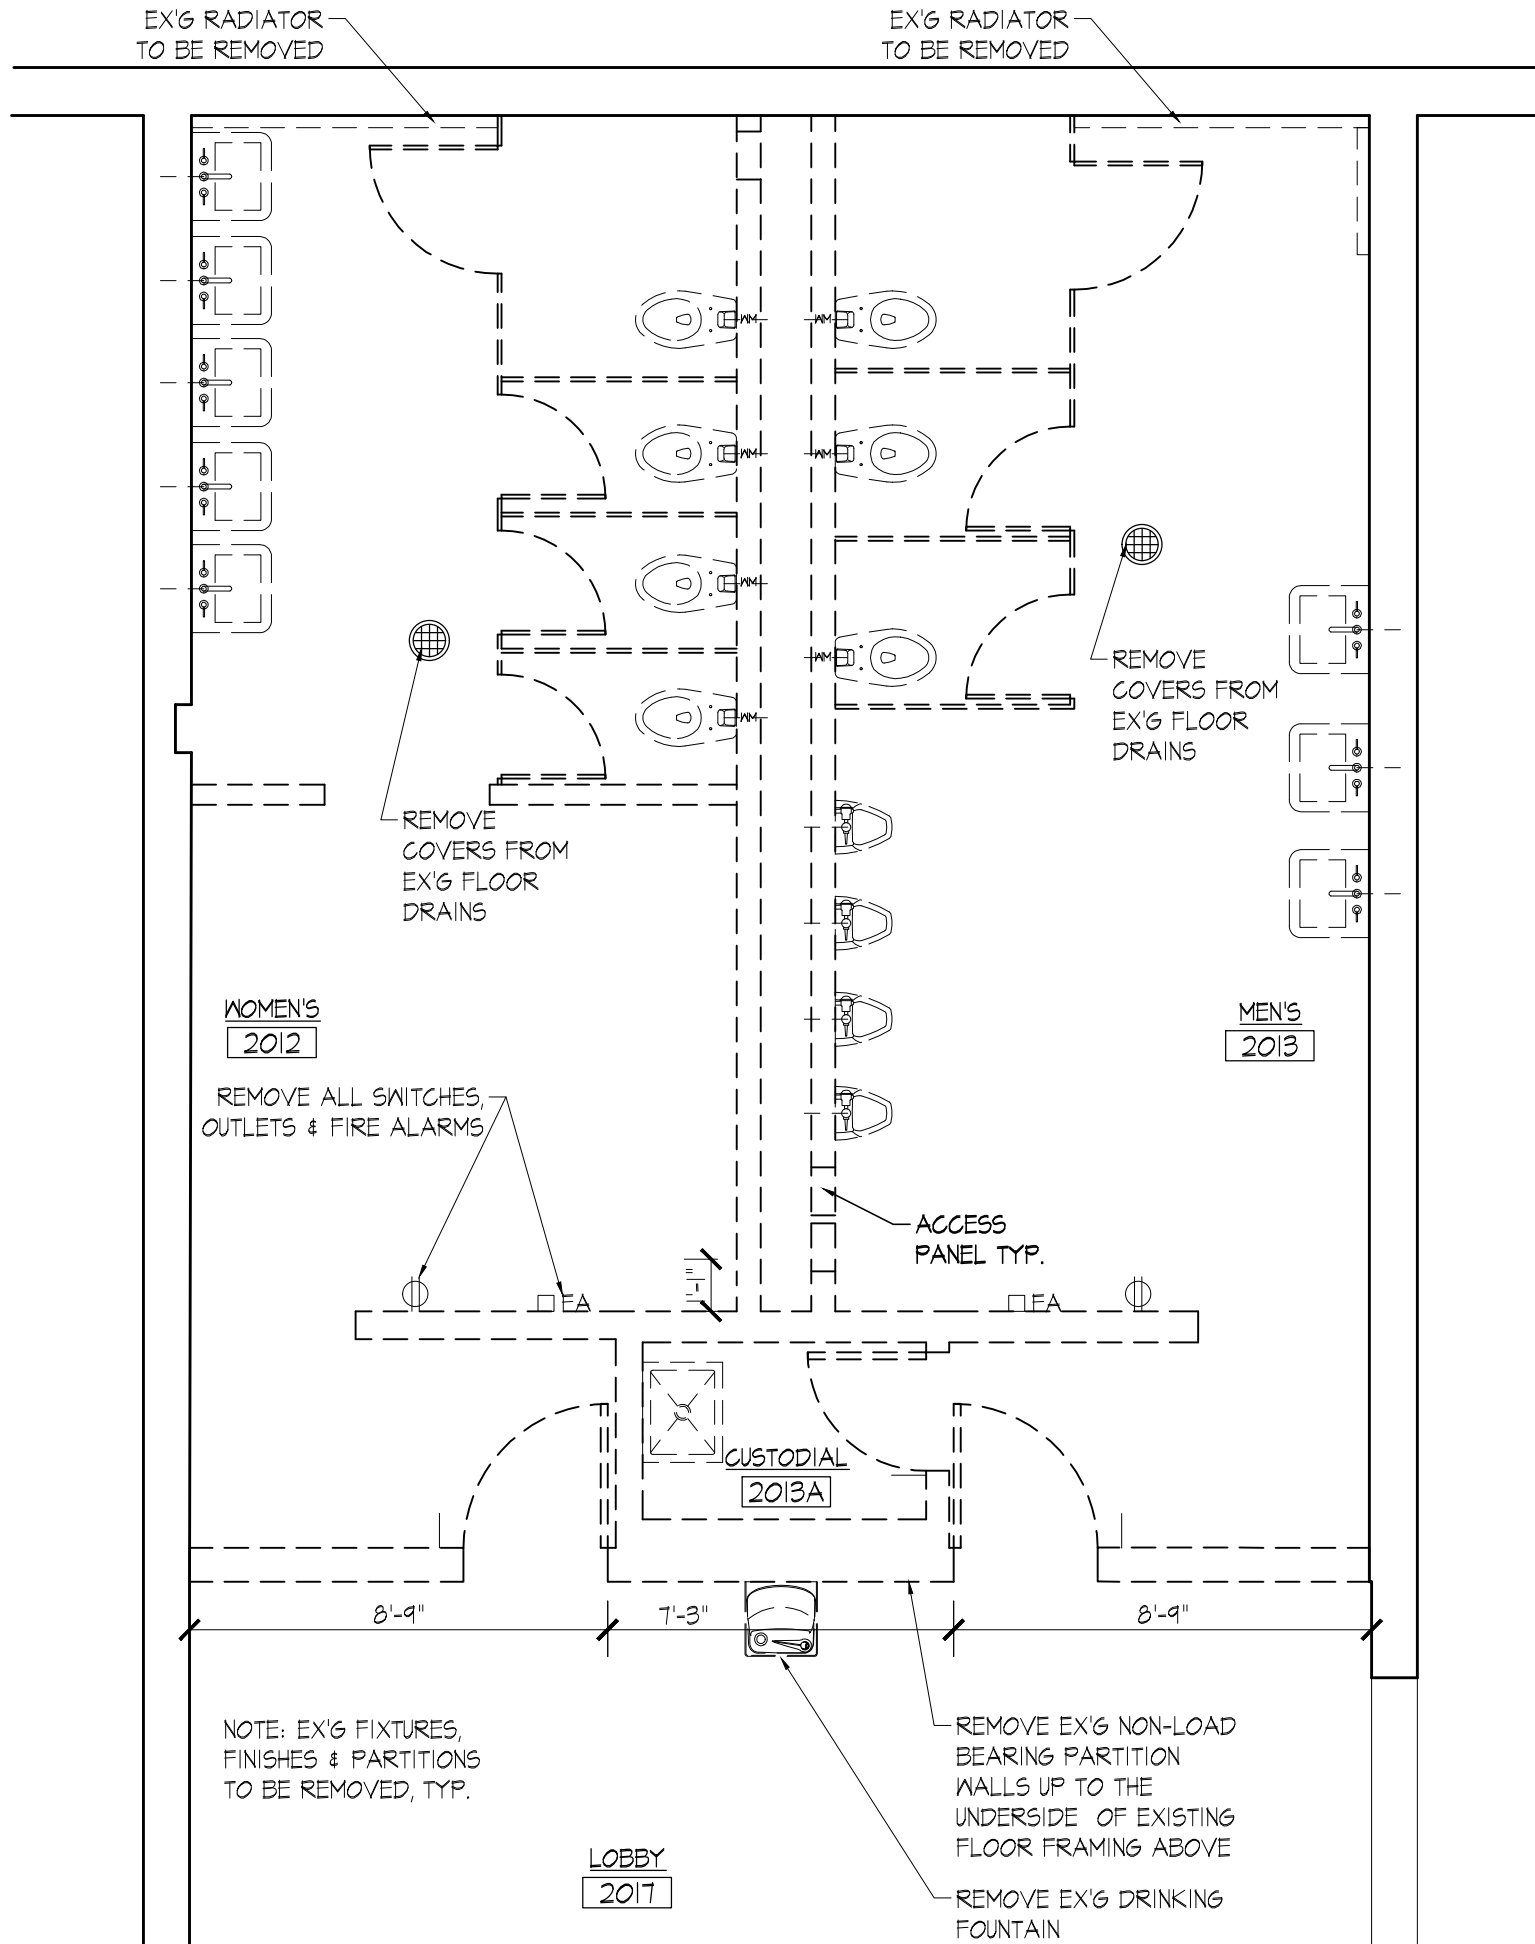 EX'G RADIATOR
TO BE REMOVED
EX'G RADIATOR
TO BE REMOVED
WM
WM
WM
WM
WM
WM
WM
REMOVE
COVERS FROM
EX'G FLOOR
DRAINS
REMOVE
COVERS FROM
EX'G FLOOR
DRAINS
WOMEN'S
2012
MEN'S
2013
REMOVE ALL SWITCHES,
OUTLETS & FIRE ALARMS
ACCESS
PANEL TYP.
1'-1"
FA
FA
CUSTODIAL
2013A
8'-9"
7'-3"
8'-9"
NOTE: EX'G FIXTURES,
FINISHES & PARTITIONS
TO BE REMOVED, TYP.
REMOVE EX'G NON-LOAD
BEARING PARTITION
WALLS UP TO THE
UNDERSIDE OF EXISTING
FLOOR FRAMING ABOVE
LOBBY
2017
REMOVE EX'G DRINKING
FOUNTAIN